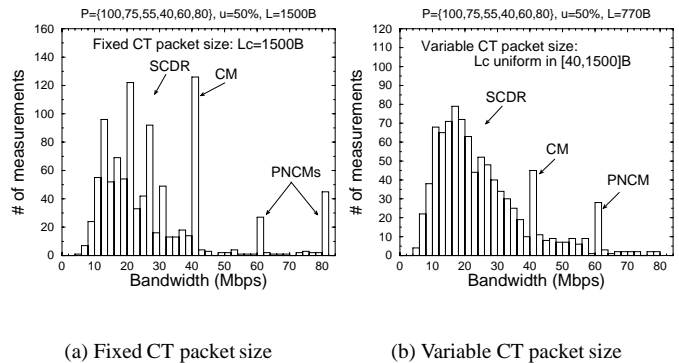 P={100,75,55,40,60,80}, u=50%, L=1500B
160
140
120
100
80
60
40
20
0
# of measurements
Fixed CT packet size: Lc=1500B
SCDR
CM
PNCMs
0 10 20 30 40 50 60 70 80
Bandwidth (Mbps)
(a) Fixed CT packet size
P={100,75,55,40,60,80}, u=50%, L=770B
120
110
100
90
80
70
60
50
40
30
20
10
0
# of measurements
Variable CT packet size:
Lc uniform in [40,1500]B
SCDR
CM
PNCM
0 10 20 30 40 50 60 70 80
Bandwidth (Mbps)
(b) Variable CT packet size